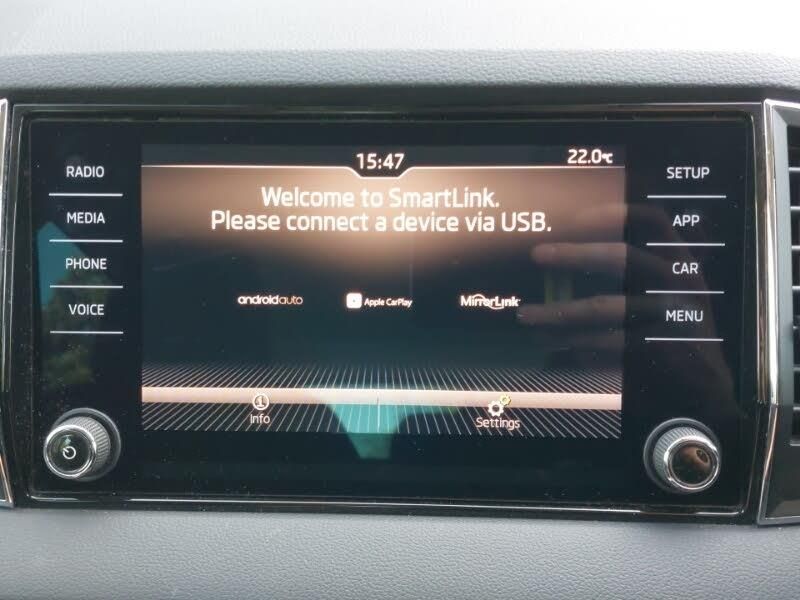 15:47
22.0°C
Welcome to SmartLink.
Please connect a device via USB.
androidauto
Apple CarPlay
MirrorLink
Info
Settings
RADIO
MEDIA
PHONE
VOICE
SETUP
APP
CAR
MENU